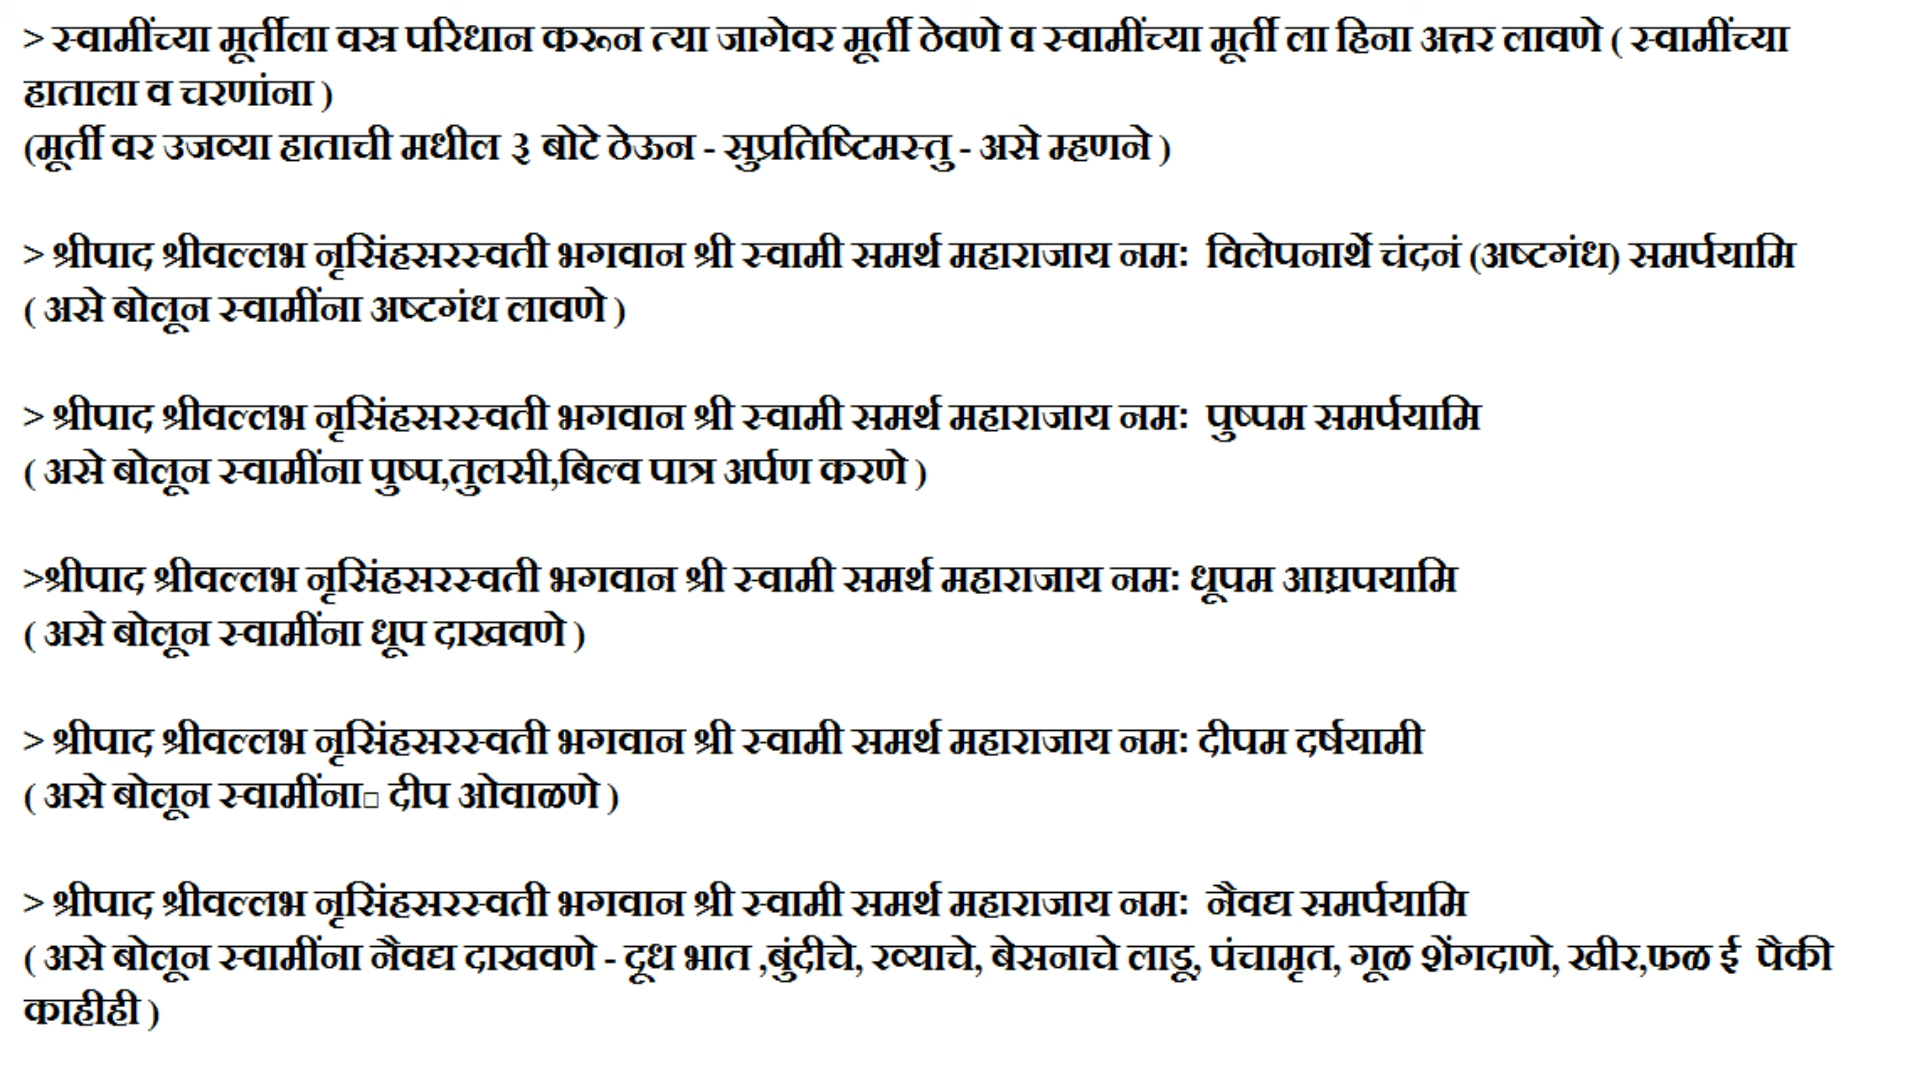 > स्वामींच्या मूर्तीला वस्र परिधान करून त्या जागेवर मूर्ती ठेवणे व स्वामींच्या मूर्ती ला हिना अत्तर लावणे ( स्वामींच्या
हाताला व चरणांना )
(मूर्ती वर उजव्या हाताची मधील रु बोटे ठेऊन - सुप्रतिष्टिमस्तु - असे म्हणने )
> श्रीपाद श्रीवल्लभ नृसिंहसरस्वती भगवान श्री स्वामी समर्थ महाराजाय नमः विलेपनार्थे चंदनं (अष्टगंध) समर्पयामि
( असे बोलून स्वामींना अष्टगंध लावणे )
> श्रीपाद श्रीवल्लभ नृसिंहसरस्वती भगवान श्री स्वामी समर्थ महाराजाय नमः पुष्पम समर्पयामि
( असे बोलून स्वामींना पुष्प,तुलसी,बिल्व पात्र अर्पण करणे )
>श्रीपाद श्रीवल्लभ नृसिंहसरस्वती भगवान श्री स्वामी समर्थ महाराजाय नमः धूपम आघ्रपयामि
( असे बोलून स्वामींना धूप दाखवणे )
> श्रीपाद श्रीवल्लभ नृसिंहसरस्वती भगवान श्री स्वामी समर्थ महाराजाय नमः दीपम दर्षयामी
( असे बोलून स्वामींना□ दीप ओवाळणे )
> श्रीपाद श्रीवल्लभ नृसिंहसरस्वती भगवान श्री स्वामी समर्थ महाराजाय नमः नैवद्य समर्पयामि
( असे बोलून स्वामींना नैवद्य दाखवणे - दूध भात ,बुंदीचे, रव्याचे, बेसनाचे लाडू, पंचामृत, गूळ शेंगदाणे, खीर,फळ ई पैकी
काहीही )